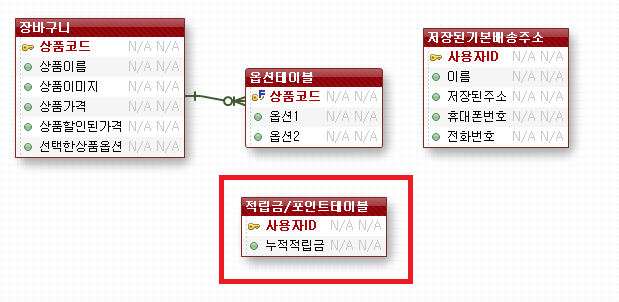 장바구니
상품코드 N/A N/A
상품이름 N/A N/A
상품이미지 N/A N/A
상품가격 N/A N/A
상품할인된가격 N/A N/A
선택한상품옵션 N/A N/A
옵션테이블
F 상품코드 N/A N/A
옵션1 N/A N/A
옵션2 N/A N/A
저장된기본배송주소
사용자ID N/A N/A
이름 N/A N/A
저장된주소 N/A N/A
휴대폰번호 N/A N/A
전화번호 N/A N/A
적립금/포인트테이블
사용자ID N/A N/A
누적적립금 N/A N/A